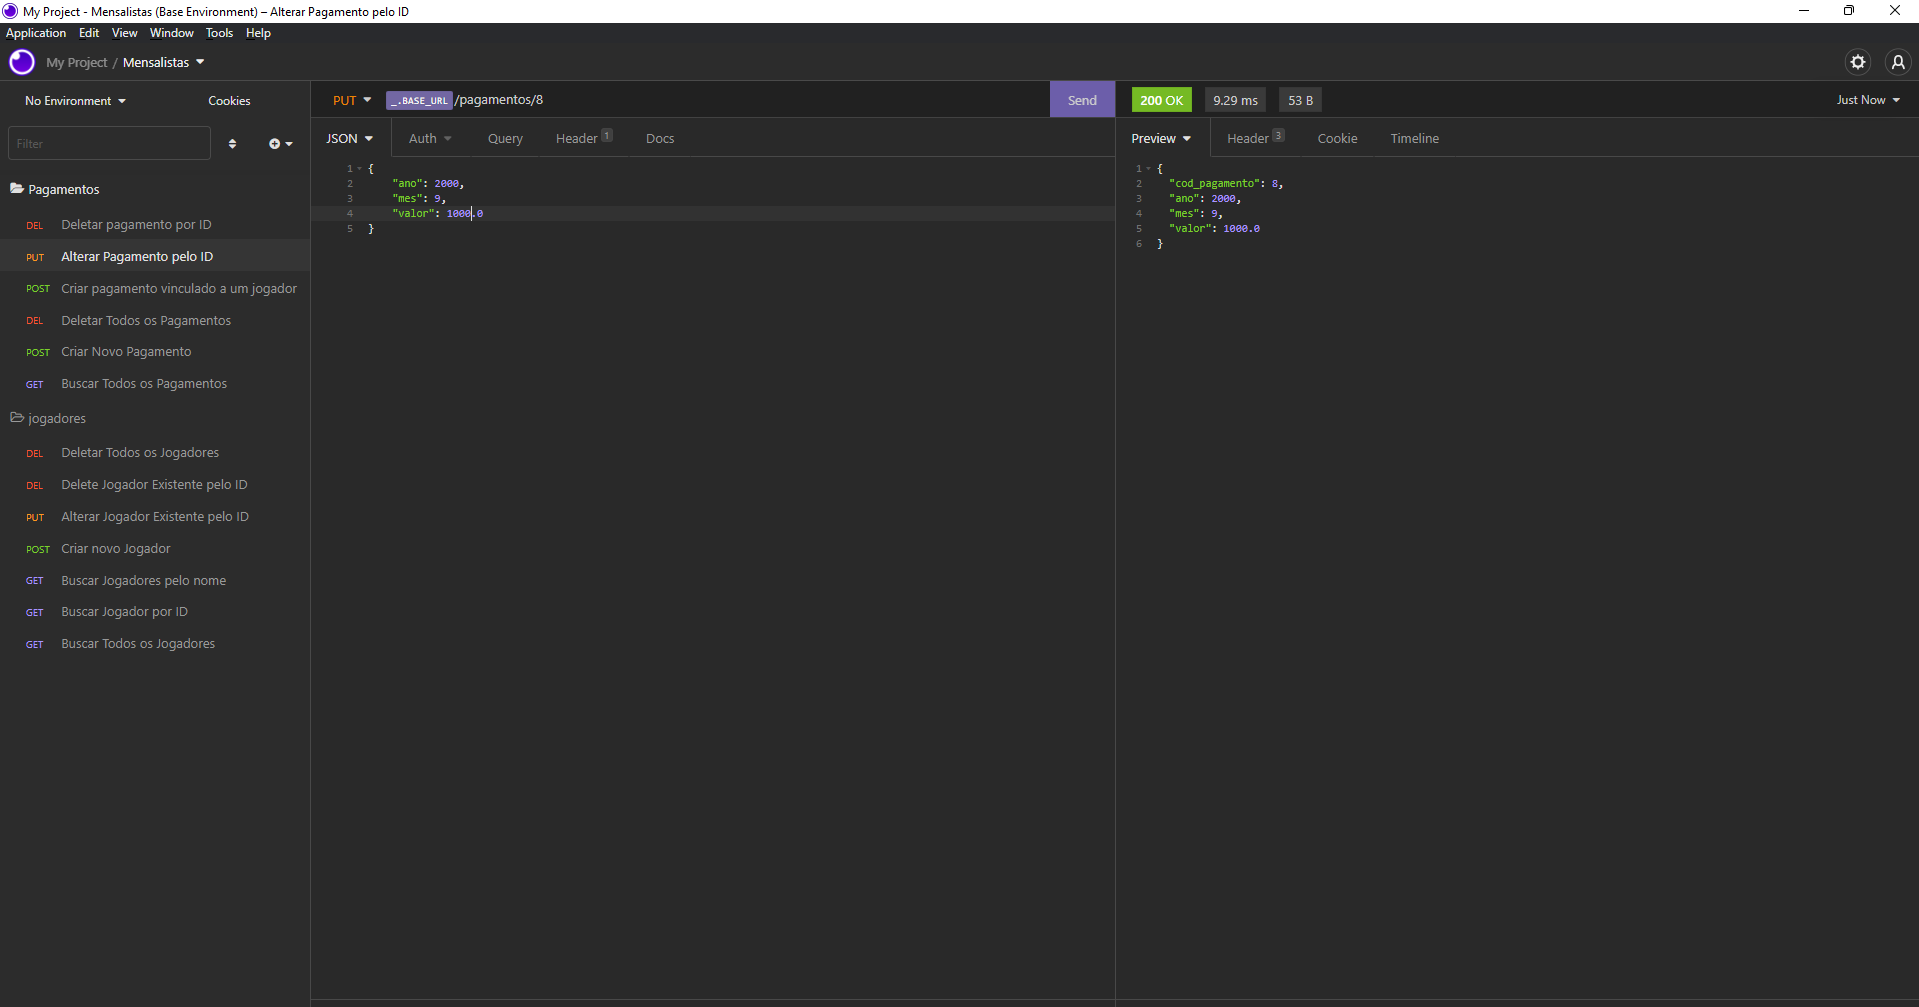 My Project - Mensalistas (Base Environment) – Alterar Pagamento pelo ID
Application Edit View Window Tools Help
My Project / Mensalistas
No Environment Cookies
Filter
Pagamentos
DEL Deletar pagamento por ID
PUT Alterar Pagamento pelo ID
POST Criar pagamento vinculado a um jogador
DEL Deletar Todos os Pagamentos
POST Criar Novo Pagamento
GET Buscar Todos os Pagamentos
jogadores
DEL Deletar Todos os Jogadores
DEL Delete Jogador Existente pelo ID
PUT Alterar Jogador Existente pelo ID
POST Criar novo Jogador
GET Buscar Jogadores pelo nome
GET Buscar Jogador por ID
GET Buscar Todos os Jogadores
PUT _.BASE_URL /pagamentos/8 Send
JSON Auth Query Header 1 Docs
1 {
2 "ano": 2000,
3 "mes": 9,
4 "valor": 1000.0
5 }
200 OK 9.29 ms 53 B Just Now
Preview Header 3 Cookie Timeline
1 {
2 "cod_pagamento": 8,
3 "ano": 2000,
4 "mes": 9,
5 "valor": 1000.0
6 }